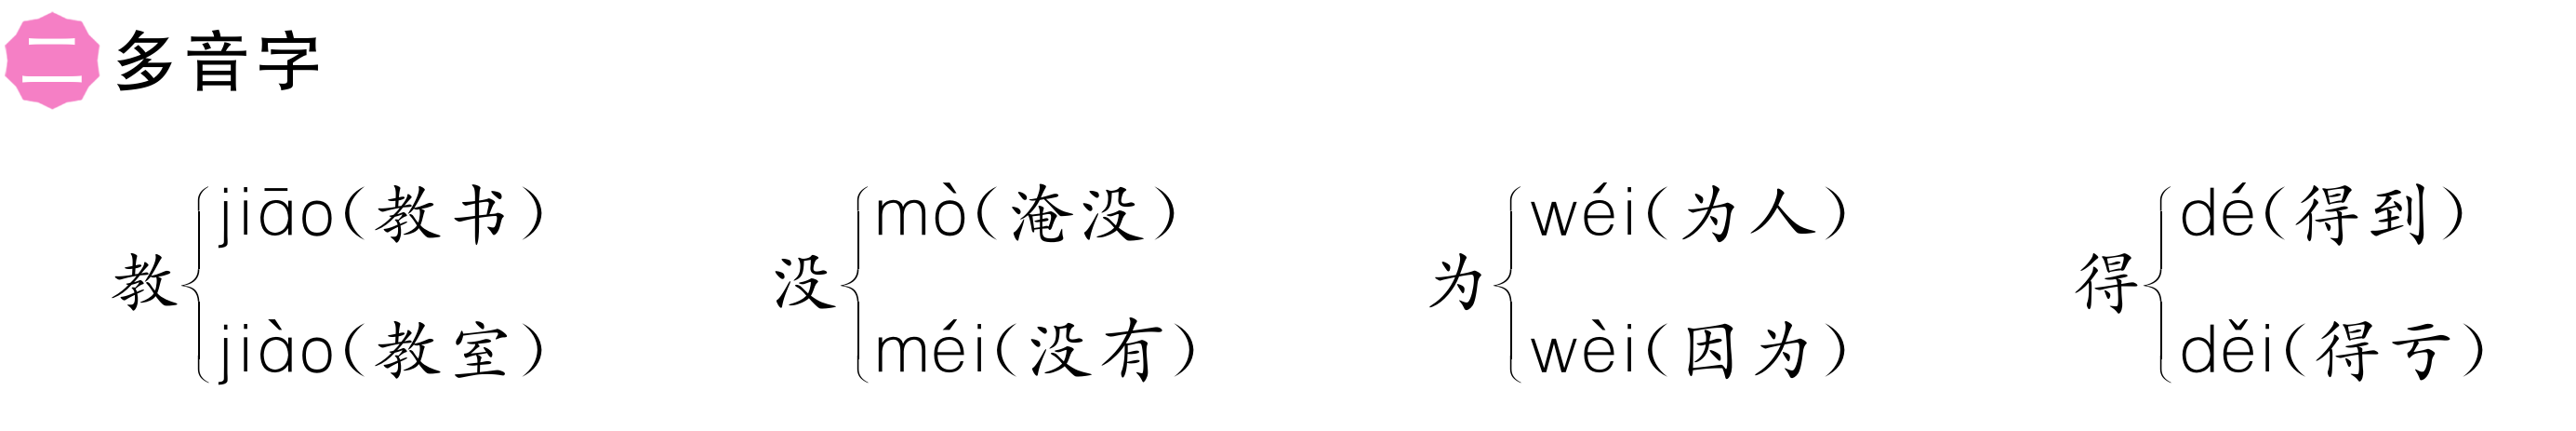 二 多音字
jiāo(教书) mò(淹没) wéi(为人) dé(得到)
教 没 为 得
jiào(教室) méi(没有) wèi(因为) děi(得亏)